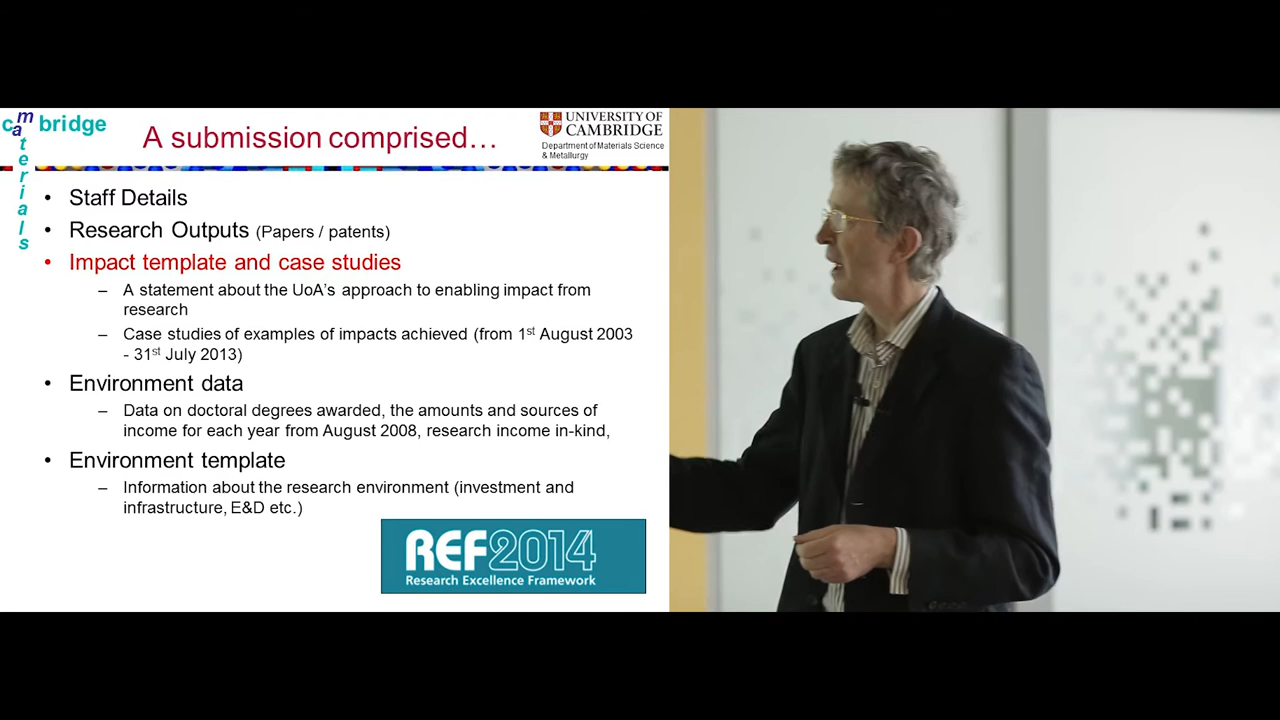 cambridge
materials
A submission comprised…
UNIVERSITY OF
CAMBRIDGE
Department of Materials Science
& Metallurgy
• Staff Details
• Research Outputs (Papers / patents)
• Impact template and case studies
– A statement about the UoA's approach to enabling impact from
research
– Case studies of examples of impacts achieved (from 1st August 2003
- 31st July 2013)
• Environment data
– Data on doctoral degrees awarded, the amounts and sources of
income for each year from August 2008, research income in-kind,
• Environment template
– Information about the research environment (investment and
infrastructure, E&D etc.)
REF2014
Research Excellence Framework